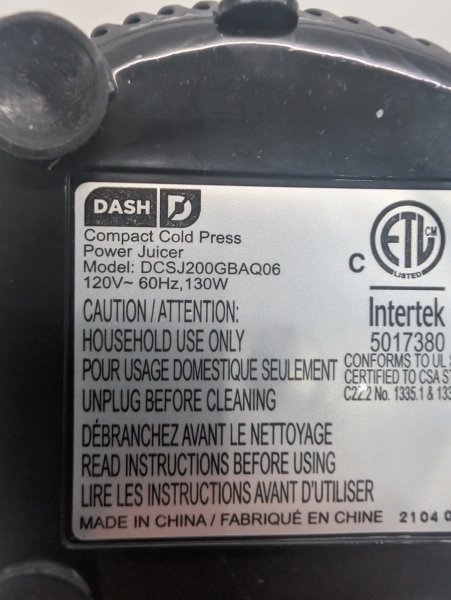 DASH D
Compact Cold Press
Power Juicer
Model: DCSJ200GBAQ06
120V~ 60Hz,130W
CAUTION / ATTENTION:
HOUSEHOLD USE ONLY
POUR USAGE DOMESTIQUE SEULEMENT
UNPLUG BEFORE CLEANING
DÉBRANCHEZ AVANT LE NETTOYAGE
READ INSTRUCTIONS BEFORE USING
LIRE LES INSTRUCTIONS AVANT D'UTILISER
MADE IN CHINA / FABRIQUÉ EN CHINE 2104
ETL CM
LISTED
C
Intertek
5017380
CONFORMS TO UL
CERTIFIED TO CSA
C22.2 No. 1335.1 &